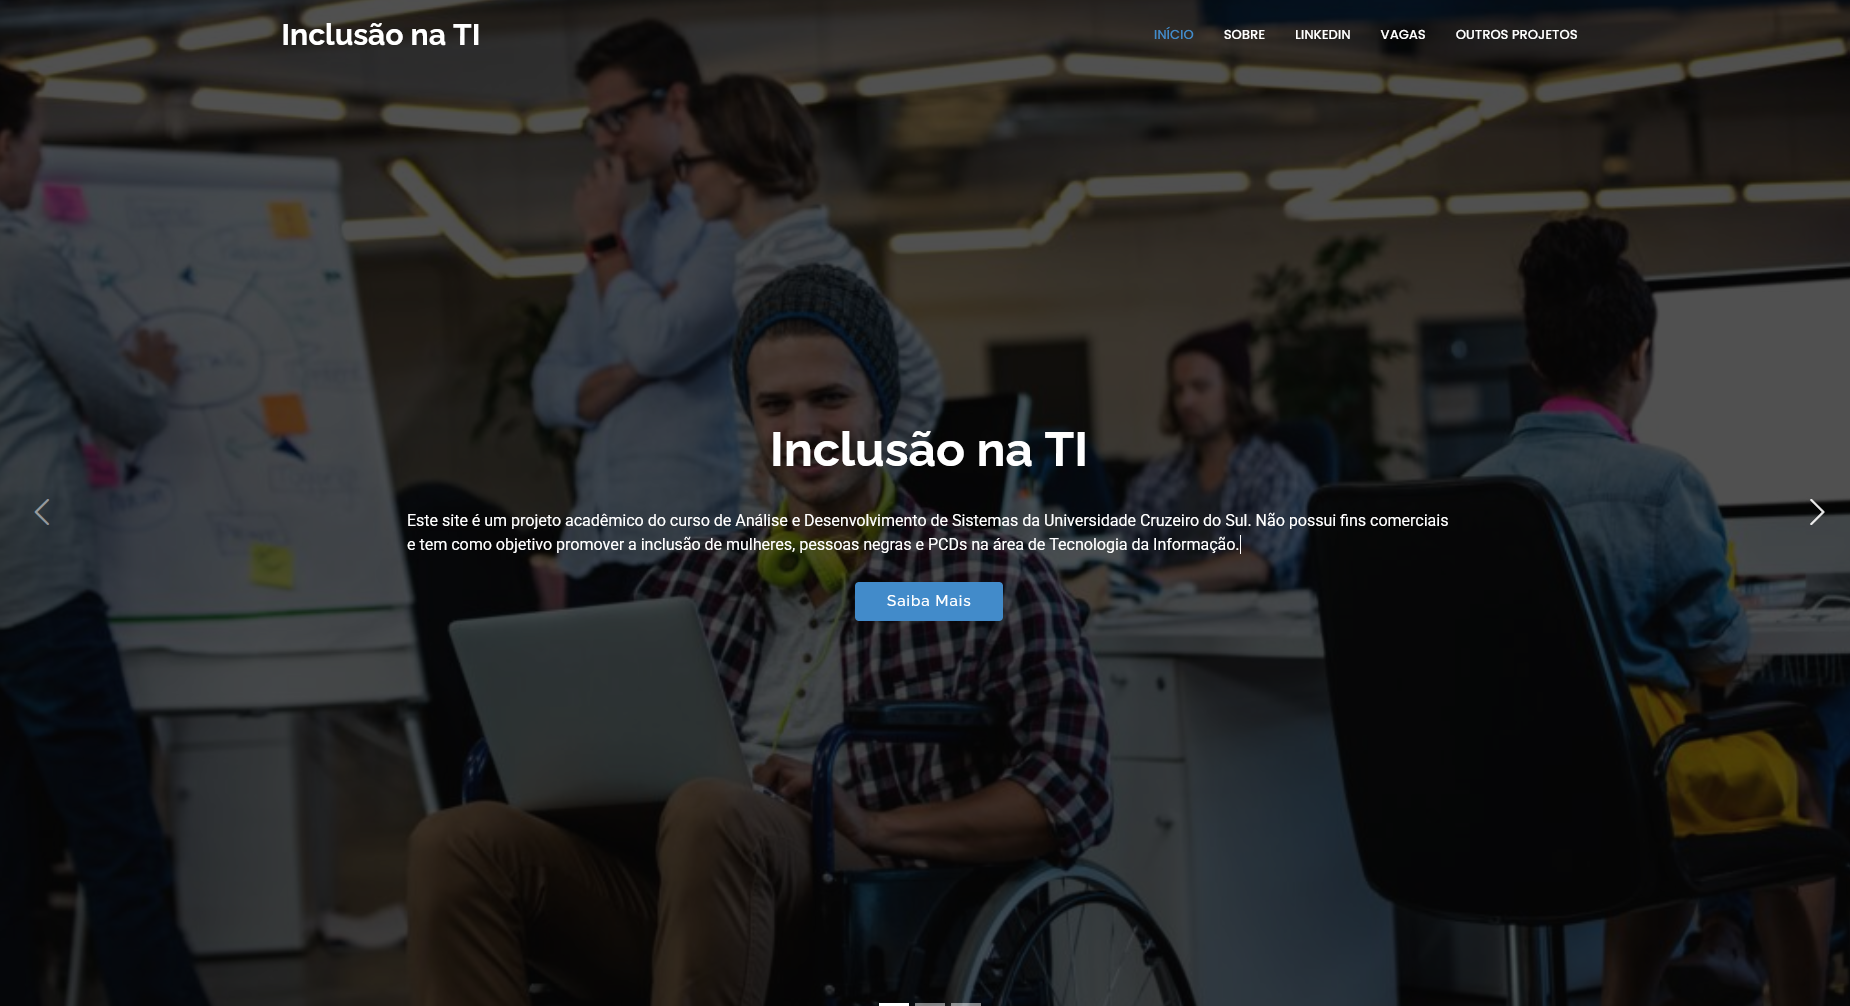 Inclusão na TI
INÍCIO SOBRE LINKEDIN VAGAS OUTROS PROJETOS
Inclusão na TI
Este site é um projeto acadêmico do curso de Análise e Desenvolvimento de Sistemas da Universidade Cruzeiro do Sul. Não possui fins comerciais
e tem como objetivo promover a inclusão de mulheres, pessoas negras e PCDs na área de Tecnologia da Informação.
Saiba Mais